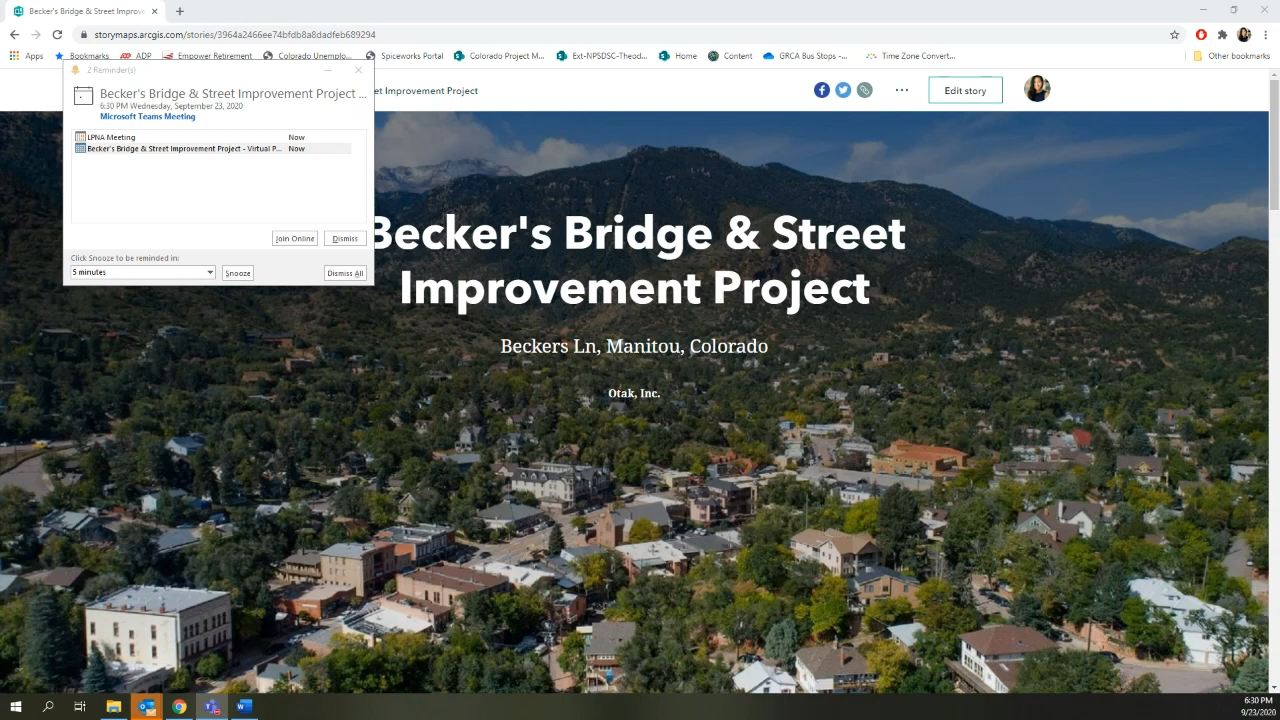 Becker's Bridge & Street Improv
storymaps.arcgis.com/stories/3964a2466ee74bfdb8a8dadfeb689294
Apps
Bookmarks
ADP
Empower Retirement
Colorado Unemplo...
Spiceworks Portal
Colorado Project M...
Ext-NPSDSC-Theod...
Home
Content
GRCA Bus Stops -...
Time Zone Convert...
Other bookmarks
2 Reminder(s)
Becker's Bridge & Street Improvement Project ...
6:30 PM Wednesday, September 23, 2020
Microsoft Teams Meeting
LPNA Meeting Now
Becker's Bridge & Street Improvement Project - Virtual P... Now
Join Online Dismiss
Click Snooze to be reminded in:
5 minutes Snooze Dismiss All
et Improvement Project
Edit story
Becker's Bridge & Street
Improvement Project
Beckers Ln, Manitou, Colorado
Otak, Inc.
6:30 PM
9/23/2020